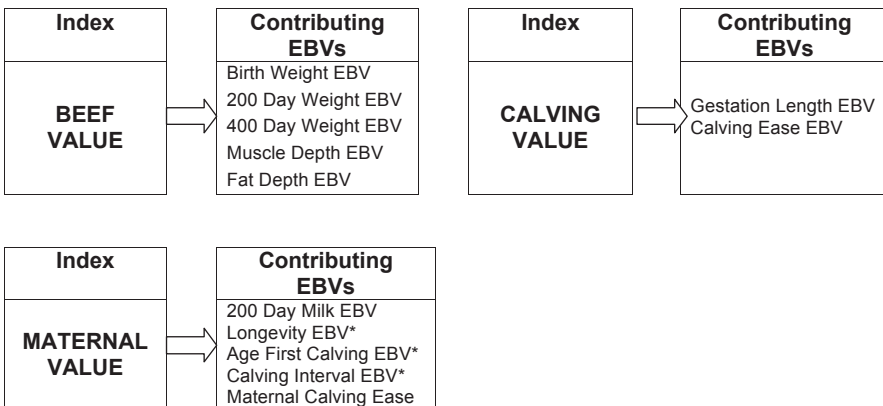 Index
Contributing
EBVs
BEEF
VALUE
Birth Weight EBV
200 Day Weight EBV
400 Day Weight EBV
Muscle Depth EBV
Fat Depth EBV
Index
Contributing
EBVs
CALVING
VALUE
Gestation Length EBV
Calving Ease EBV
Index
Contributing
EBVs
MATERNAL
VALUE
200 Day Milk EBV
Longevity EBV*
Age First Calving EBV*
Calving Interval EBV*
Maternal Calving Ease